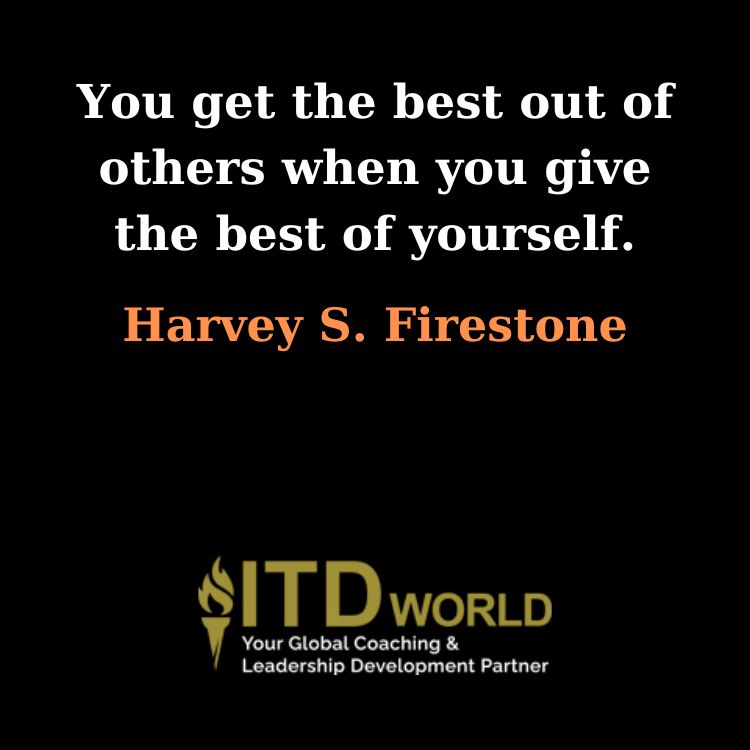 You get the best out of
others when you give
the best of yourself.
Harvey S. Firestone
ITD WORLD
Your Global Coaching &
Leadership Development Partner